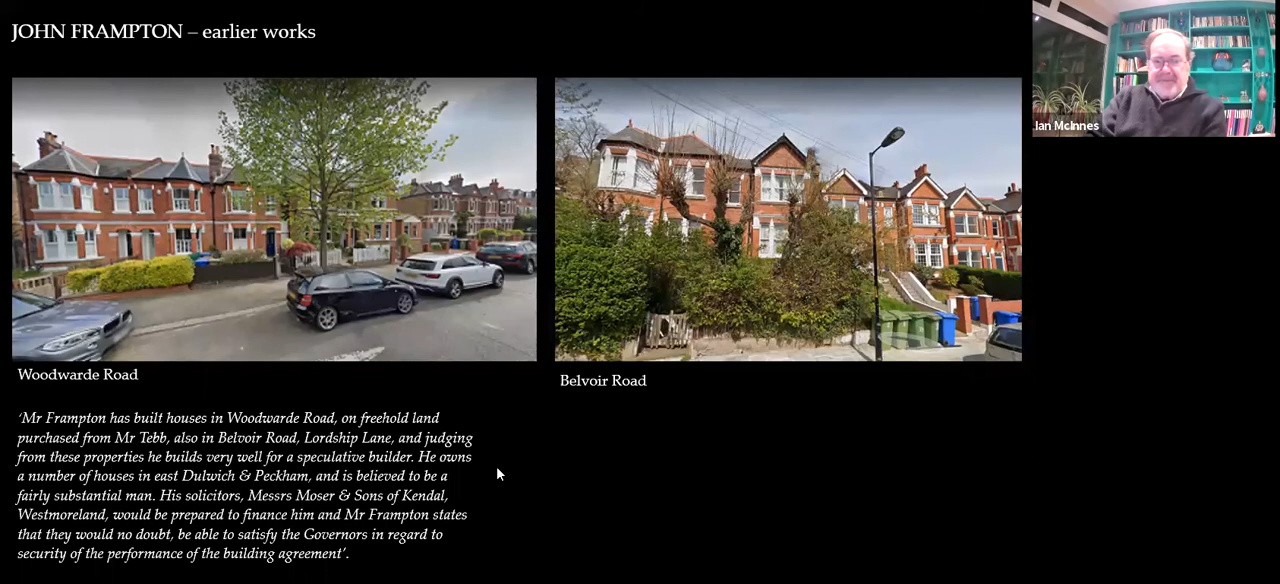 JOHN FRAMPTON – earlier works
Ian McInnes
Woodwarde Road
Belvoir Road
‘Mr Frampton has built houses in Woodwarde Road, on freehold land
purchased from Mr Tebb, also in Belvoir Road, Lordship Lane, and judging
from these properties he builds very well for a speculative builder. He owns
a number of houses in east Dulwich & Peckham, and is believed to be a
fairly substantial man. His solicitors, Messrs Moser & Sons of Kendal,
Westmoreland, would be prepared to finance him and Mr Frampton states
that they would no doubt, be able to satisfy the Governors in regard to
security of the performance of the building agreement’.